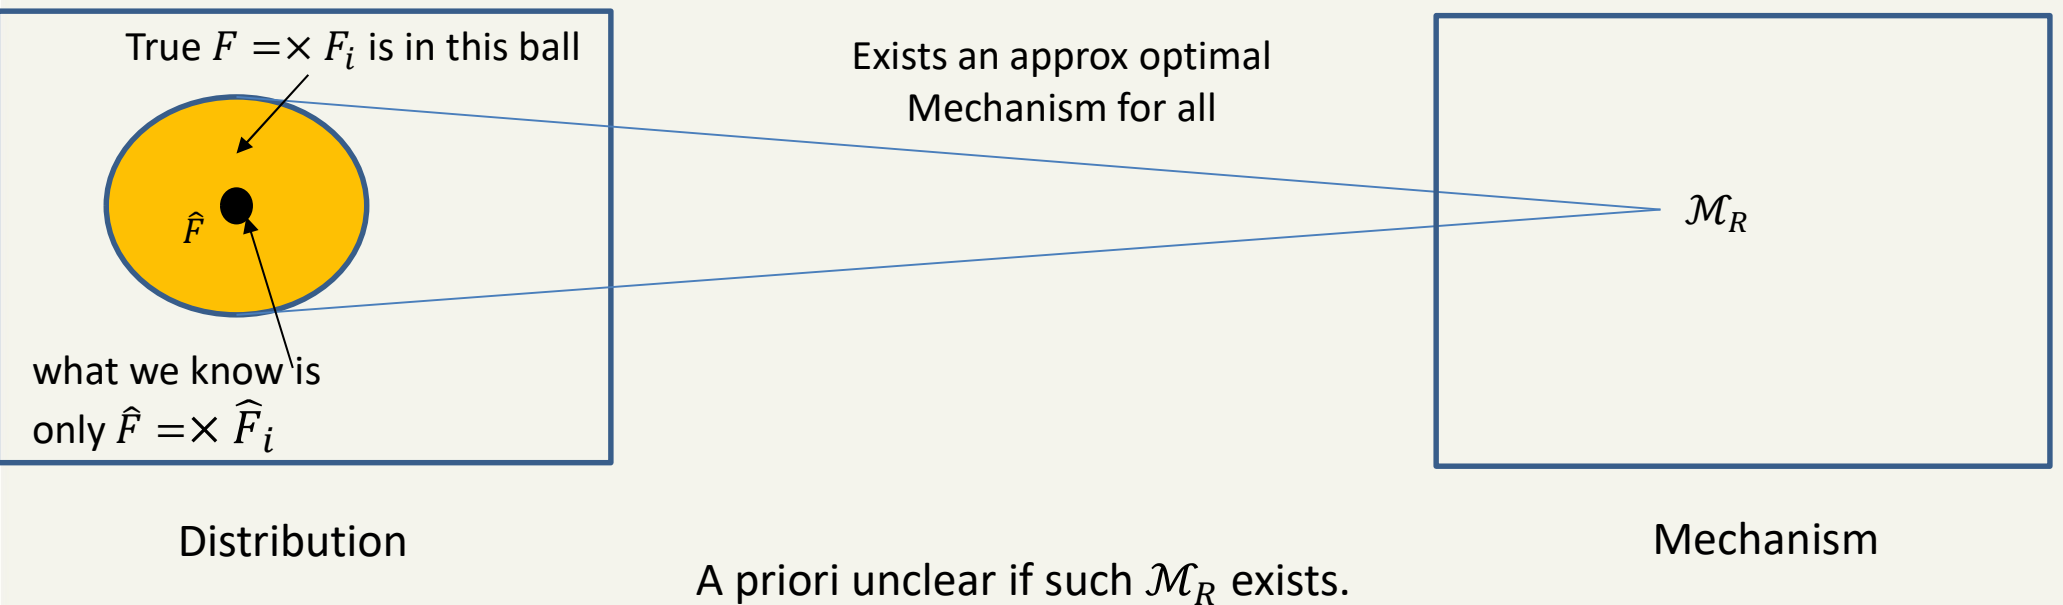 True 𝐹 =× 𝐹ᵢ is in this ball
Exists an approx optimal
Mechanism for all
F̂
ℳ_R
what we know is
only F̂ =× F̂ᵢ
Distribution
Mechanism
A priori unclear if such ℳ_R exists.